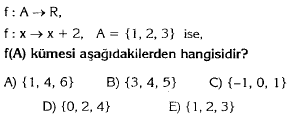 f : A → R,
f : x → x + 2,   A = {1, 2, 3}  ise,
f(A) kümesi aşağıdakilerden hangisidir?
A) {1, 4, 6}   B) {3, 4, 5}   C) {–1, 0, 1}
D) {0, 2, 4}   E) {1, 2, 3}